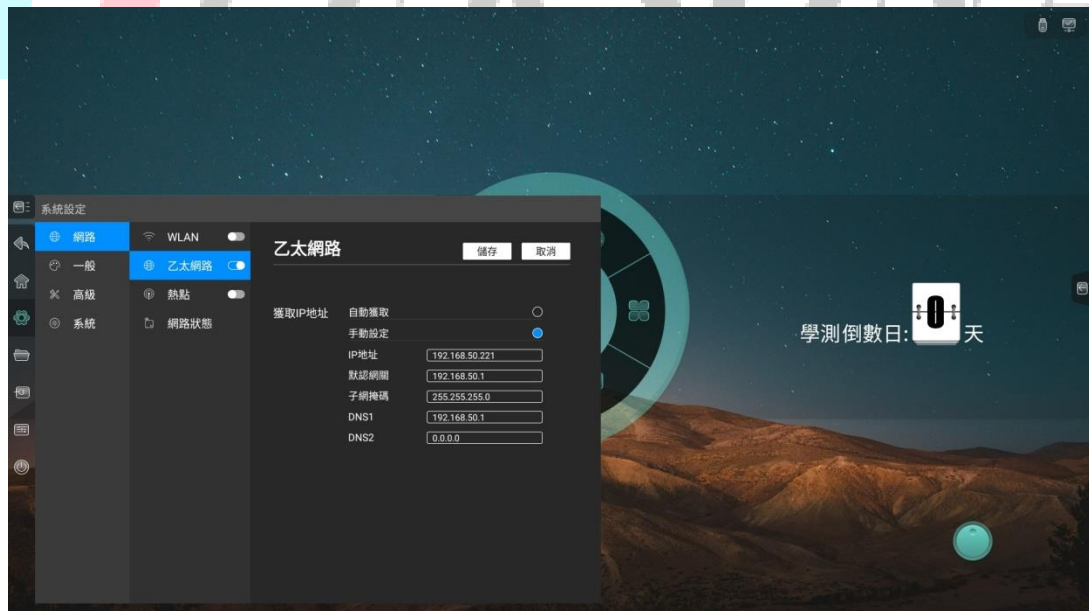 系統設定
網路
一般
高級
系統
WLAN
乙太網路
熱點
網路狀態
乙太網路
儲存
取消
獲取IP地址
自動獲取
手動設定
IP地址 192.168.50.221
默認網關 192.168.50.1
子網掩碼 255.255.255.0
DNS1 192.168.50.1
DNS2 0.0.0.0
學測倒數日: 0 天